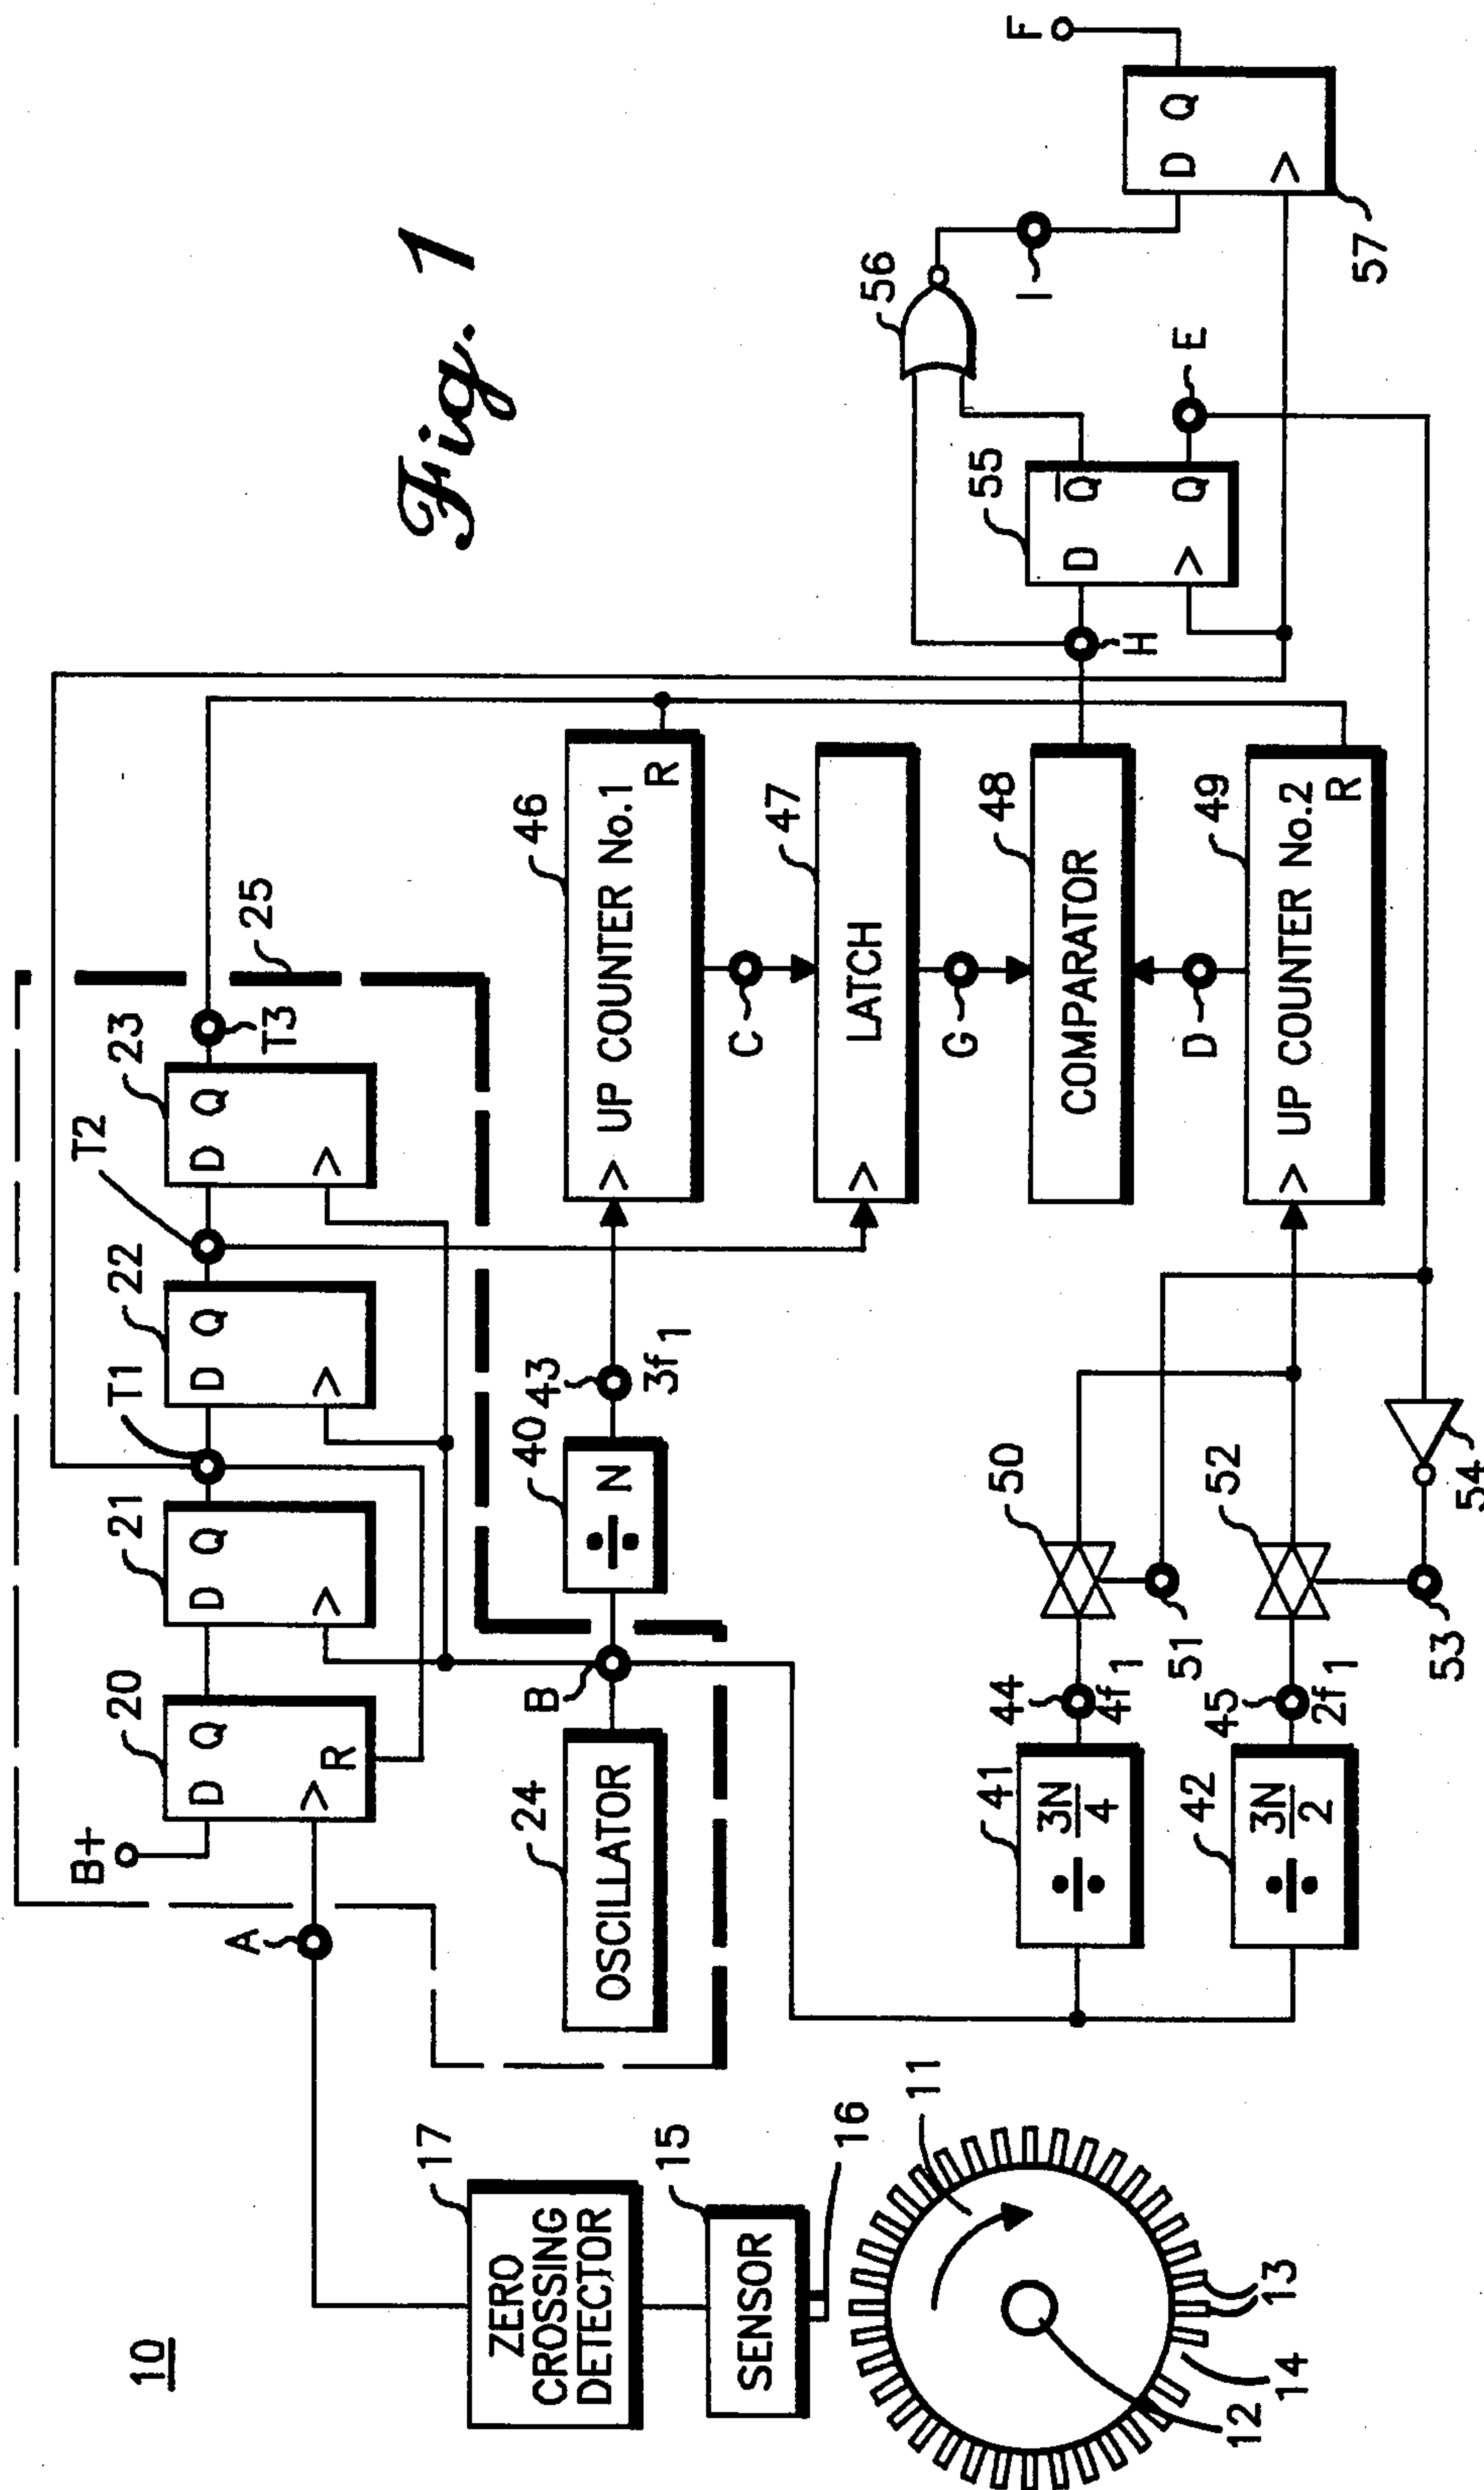 10
Fig. 1
ZERO
CROSSING
DETECTOR
17
SENSOR
15
16
11
12
14
13
A
B+
D Q
R
20
D Q
21
T1
D Q
22
T2
D Q
23
T3
25
OSCILLATOR
24
B
÷ N
40
43
3f1
UP COUNTER No.1
R
46
C
LATCH
47
G
COMPARATOR
48
D
UP COUNTER No.2
R
49
÷ 3N/4
41
44
4f1
50
51
÷ 3N/2
42
45
2f1
52
53
54
H
D Q̅
Q
55
E
56
I
D Q
57
F